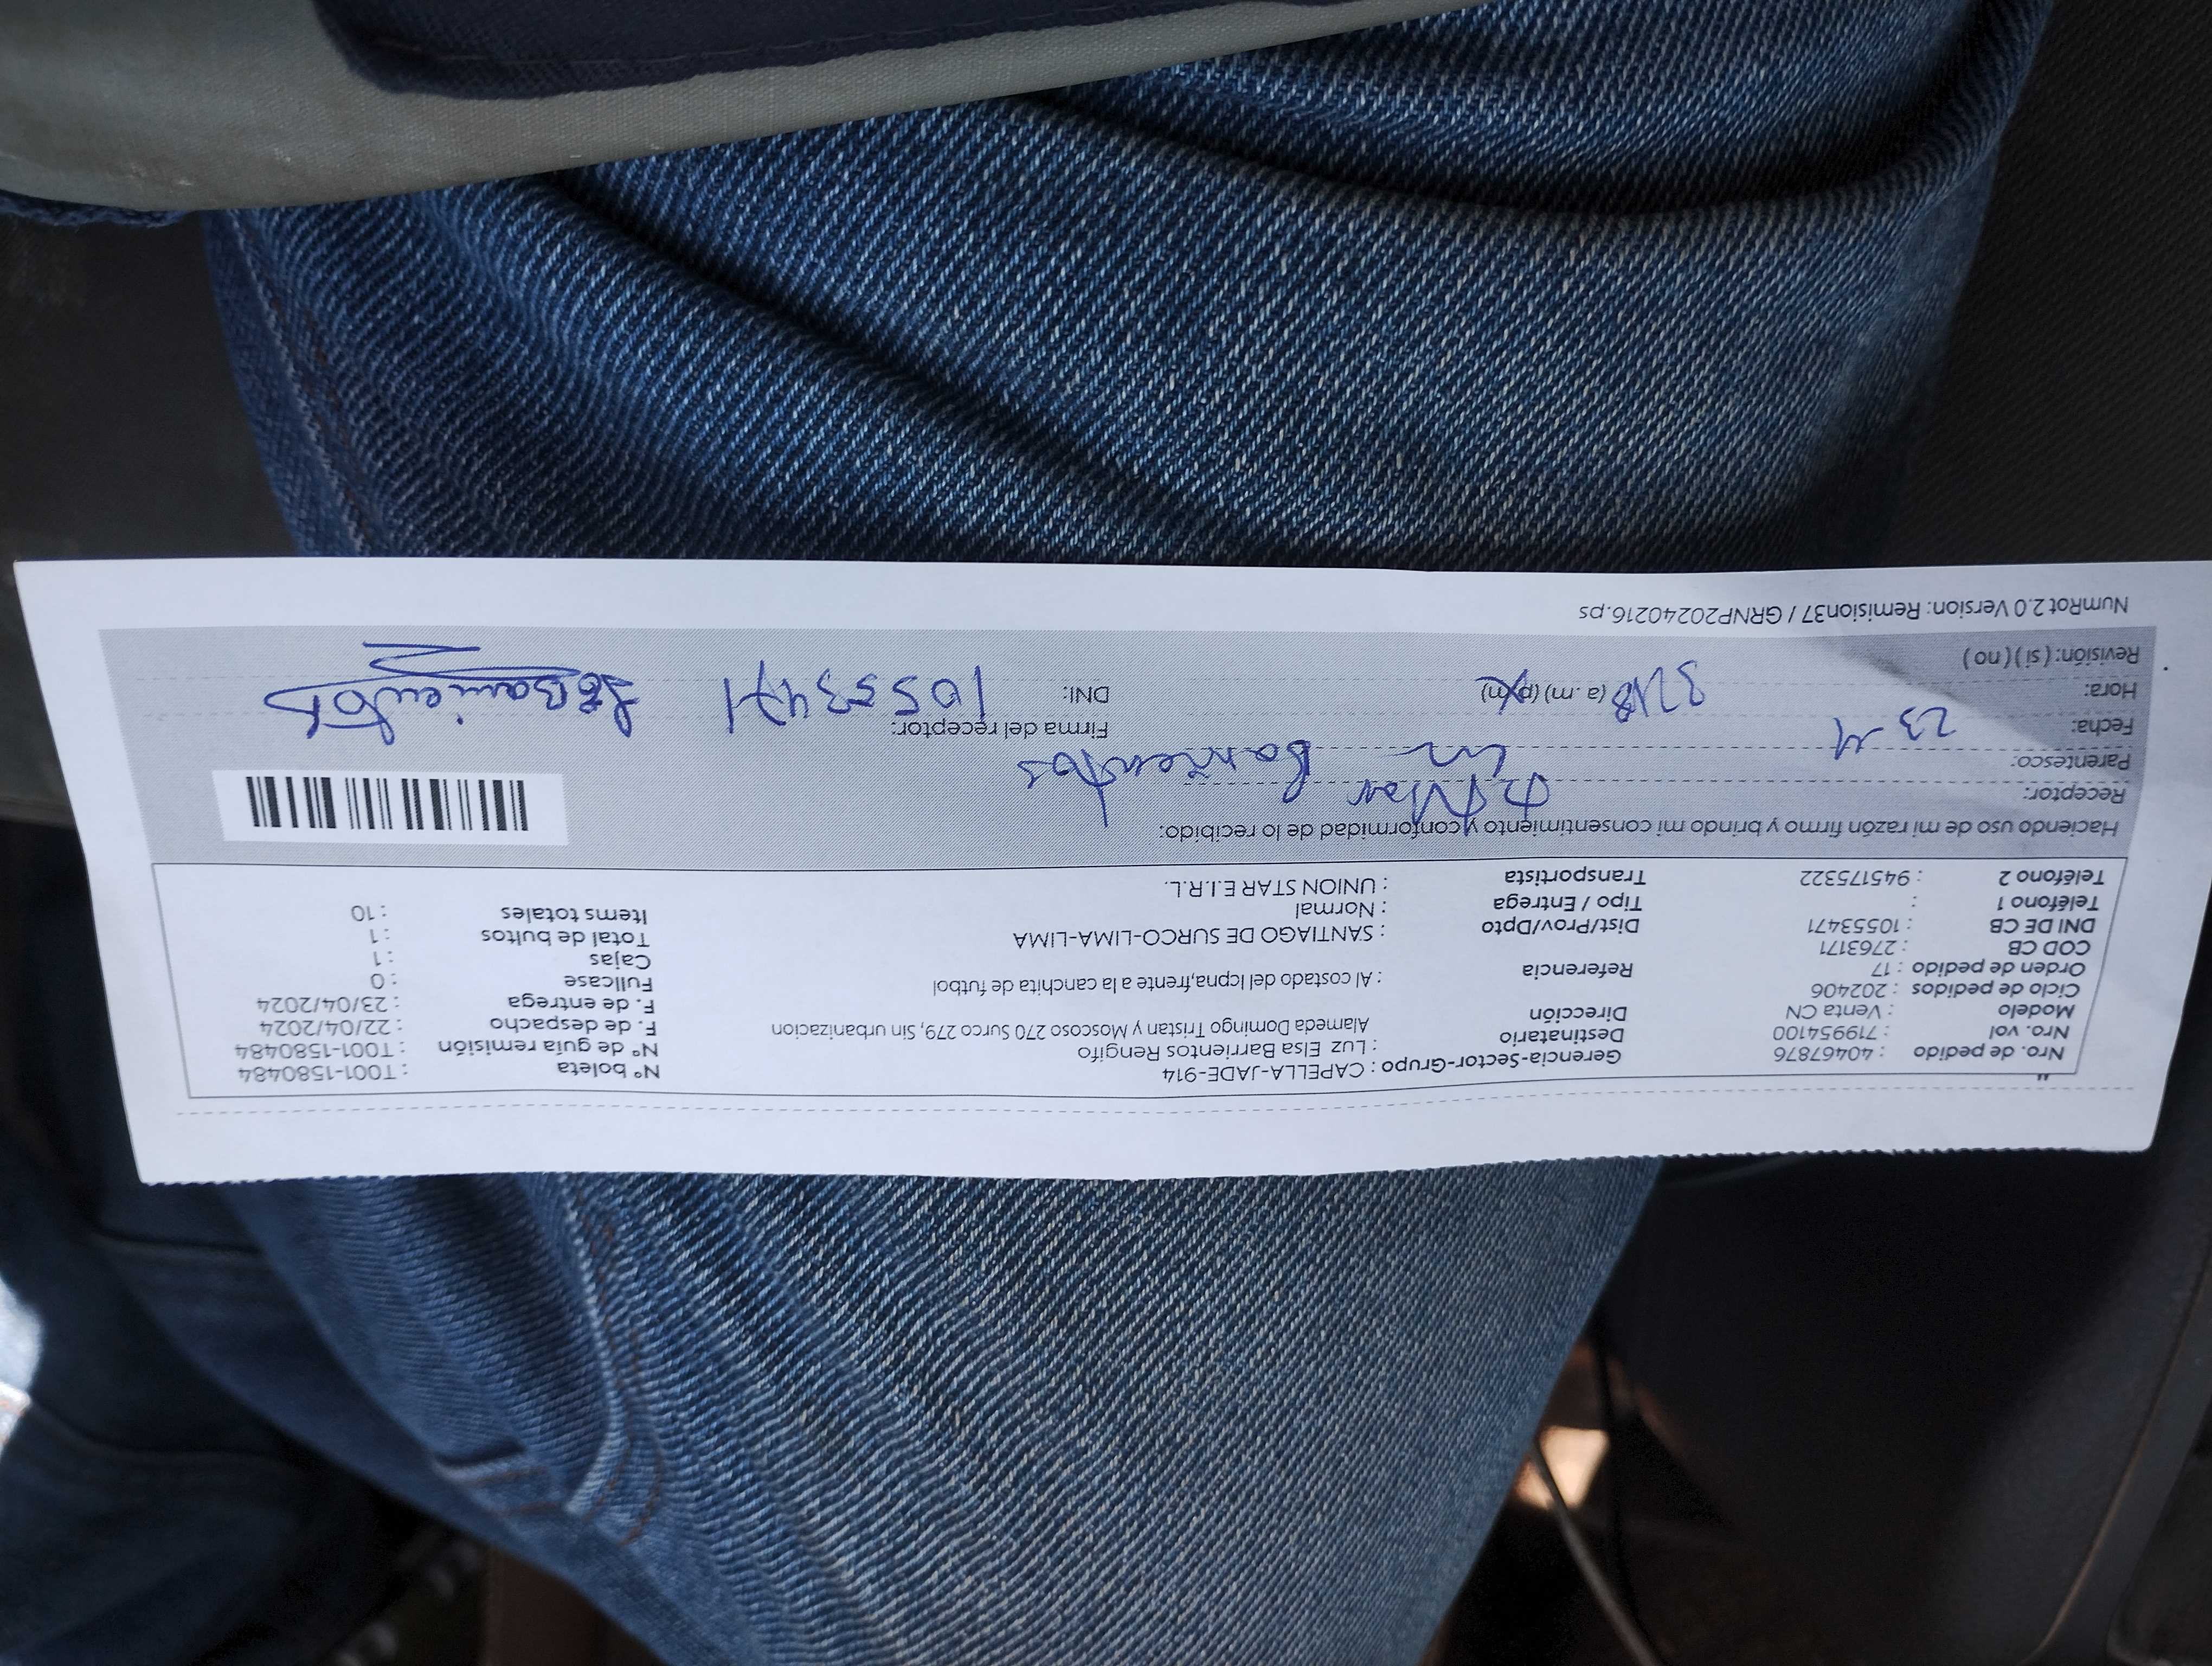 Nro. de pedido : 40467876 Gerencia-Sector-Grupo : CAPELLA-JADE-914 N° boleta : T001-1580484
Nro. vol : 719954100 Destinatario : Luz Elsa Barrientos Rengifo N° de guía remisión : T001-1580484
Modelo : Venta CN Dirección Alameda Domingo Tristan y Moscoso 270 Surco 279, Sin urbanizacion F. de despacho : 22/04/2024
Ciclo de pedidos : 202406 F. de entrega : 23/04/2024
Orden de pedido : 17 Referencia : Al costado del Icpna,frente a la canchita de futbol Fullcase : 0
COD CB : 2763171 Cajas : 1
DNI DE CB : 10553471 Dist/Prov/Dpto : SANTIAGO DE SURCO-LIMA-LIMA Total de bultos : 1
Teléfono 1 : Tipo / Entrega : Normal Items totales : 10
Teléfono 2 : 945175322 Transportista : UNION STAR E.I.R.L.
Haciendo uso de mi razón firmo y brindo mi consentimiento y conformidad de lo recibido:
Receptor: Barrientos
Parentesco:
Fecha: 23 Firma del receptor: Barrientos
Hora: (a.m) (p.m) DNI: 10553471
Revisión: ( si ) ( no )
NumRot 2.0 Version: Remision37 / GRNP20240216.ps